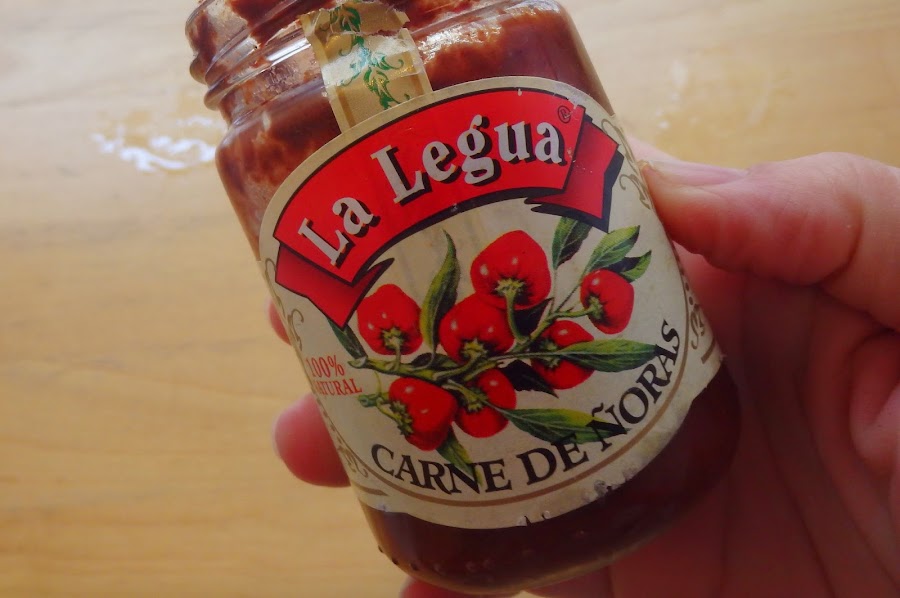 La Legua®
100%
NATURAL
CARNE DE ÑORAS